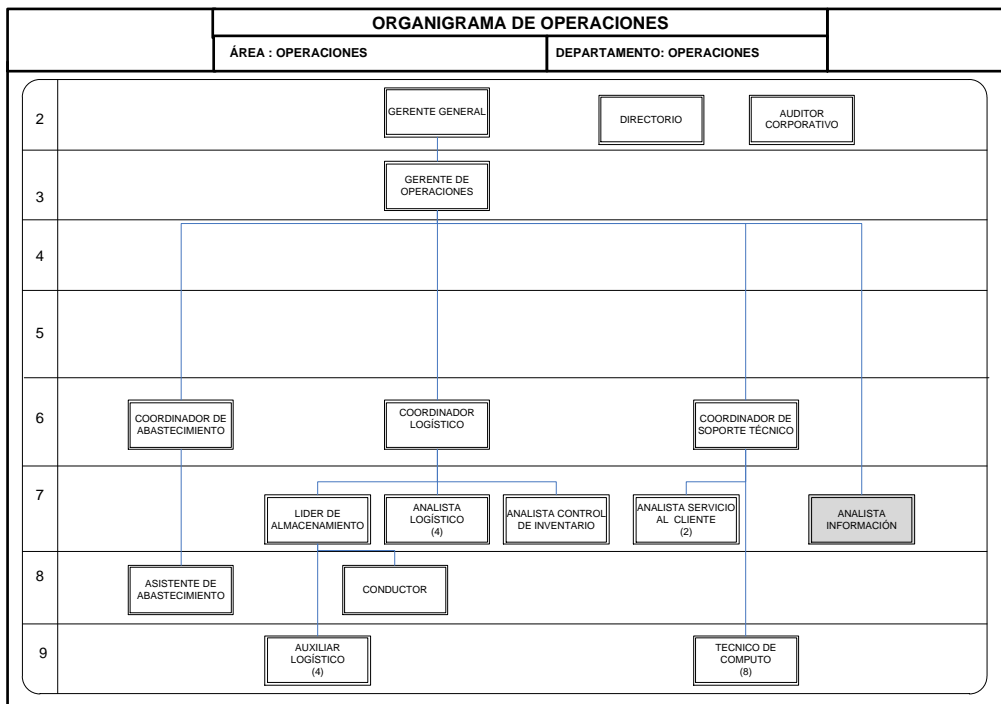 ORGANIGRAMA DE OPERACIONES
ÁREA : OPERACIONES
DEPARTAMENTO: OPERACIONES
2
GERENTE GENERAL
DIRECTORIO
AUDITOR
CORPORATIVO
3
GERENTE DE
OPERACIONES
4
5
6
COORDINADOR DE
ABASTECIMIENTO
COORDINADOR
LOGÍSTICO
COORDINADOR DE
SOPORTE TÉCNICO
7
LIDER DE
ALMACENAMIENTO
ANALISTA
LOGÍSTICO
(4)
ANALISTA CONTROL
DE INVENTARIO
ANALISTA SERVICIO
AL CLIENTE
(2)
ANALISTA
INFORMACIÓN
8
ASISTENTE DE
ABASTECIMIENTO
CONDUCTOR
9
AUXILIAR
LOGÍSTICO
(4)
TECNICO DE
COMPUTO
(8)